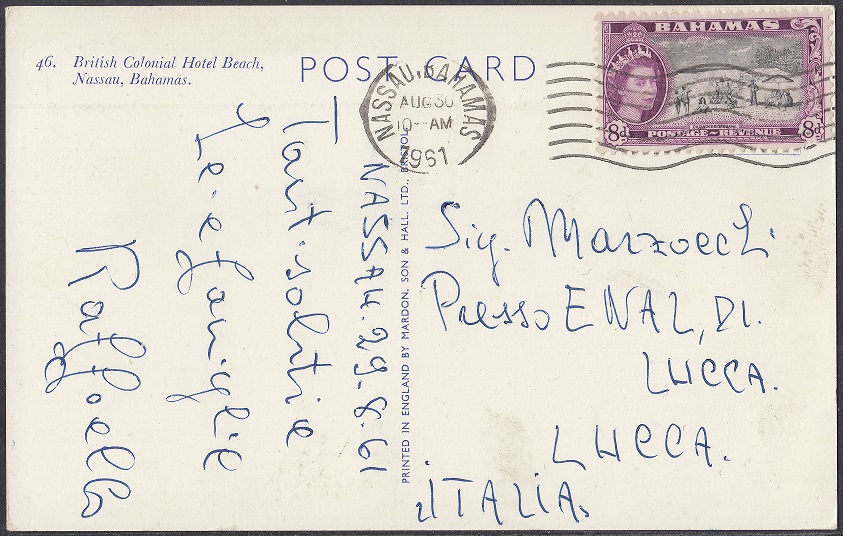 46. British Colonial Hotel Beach,
Nassau, Bahamas.
POST CARD
NASSAU, BAHAMAS
AUG 30
10-AM
1961
BAHAMAS
8d POSTAGE-REVENUE 8d
PRINTED IN ENGLAND BY MARDON, SON & HALL, LTD., BRISTOL
NASSAU. 29.8.61
Tant. saluti a
Le e famiglie
Raffaello
Sig. Marzocchi
Presso ENAL, DI.
LUCCA.
LUCCA.
ITALIA.